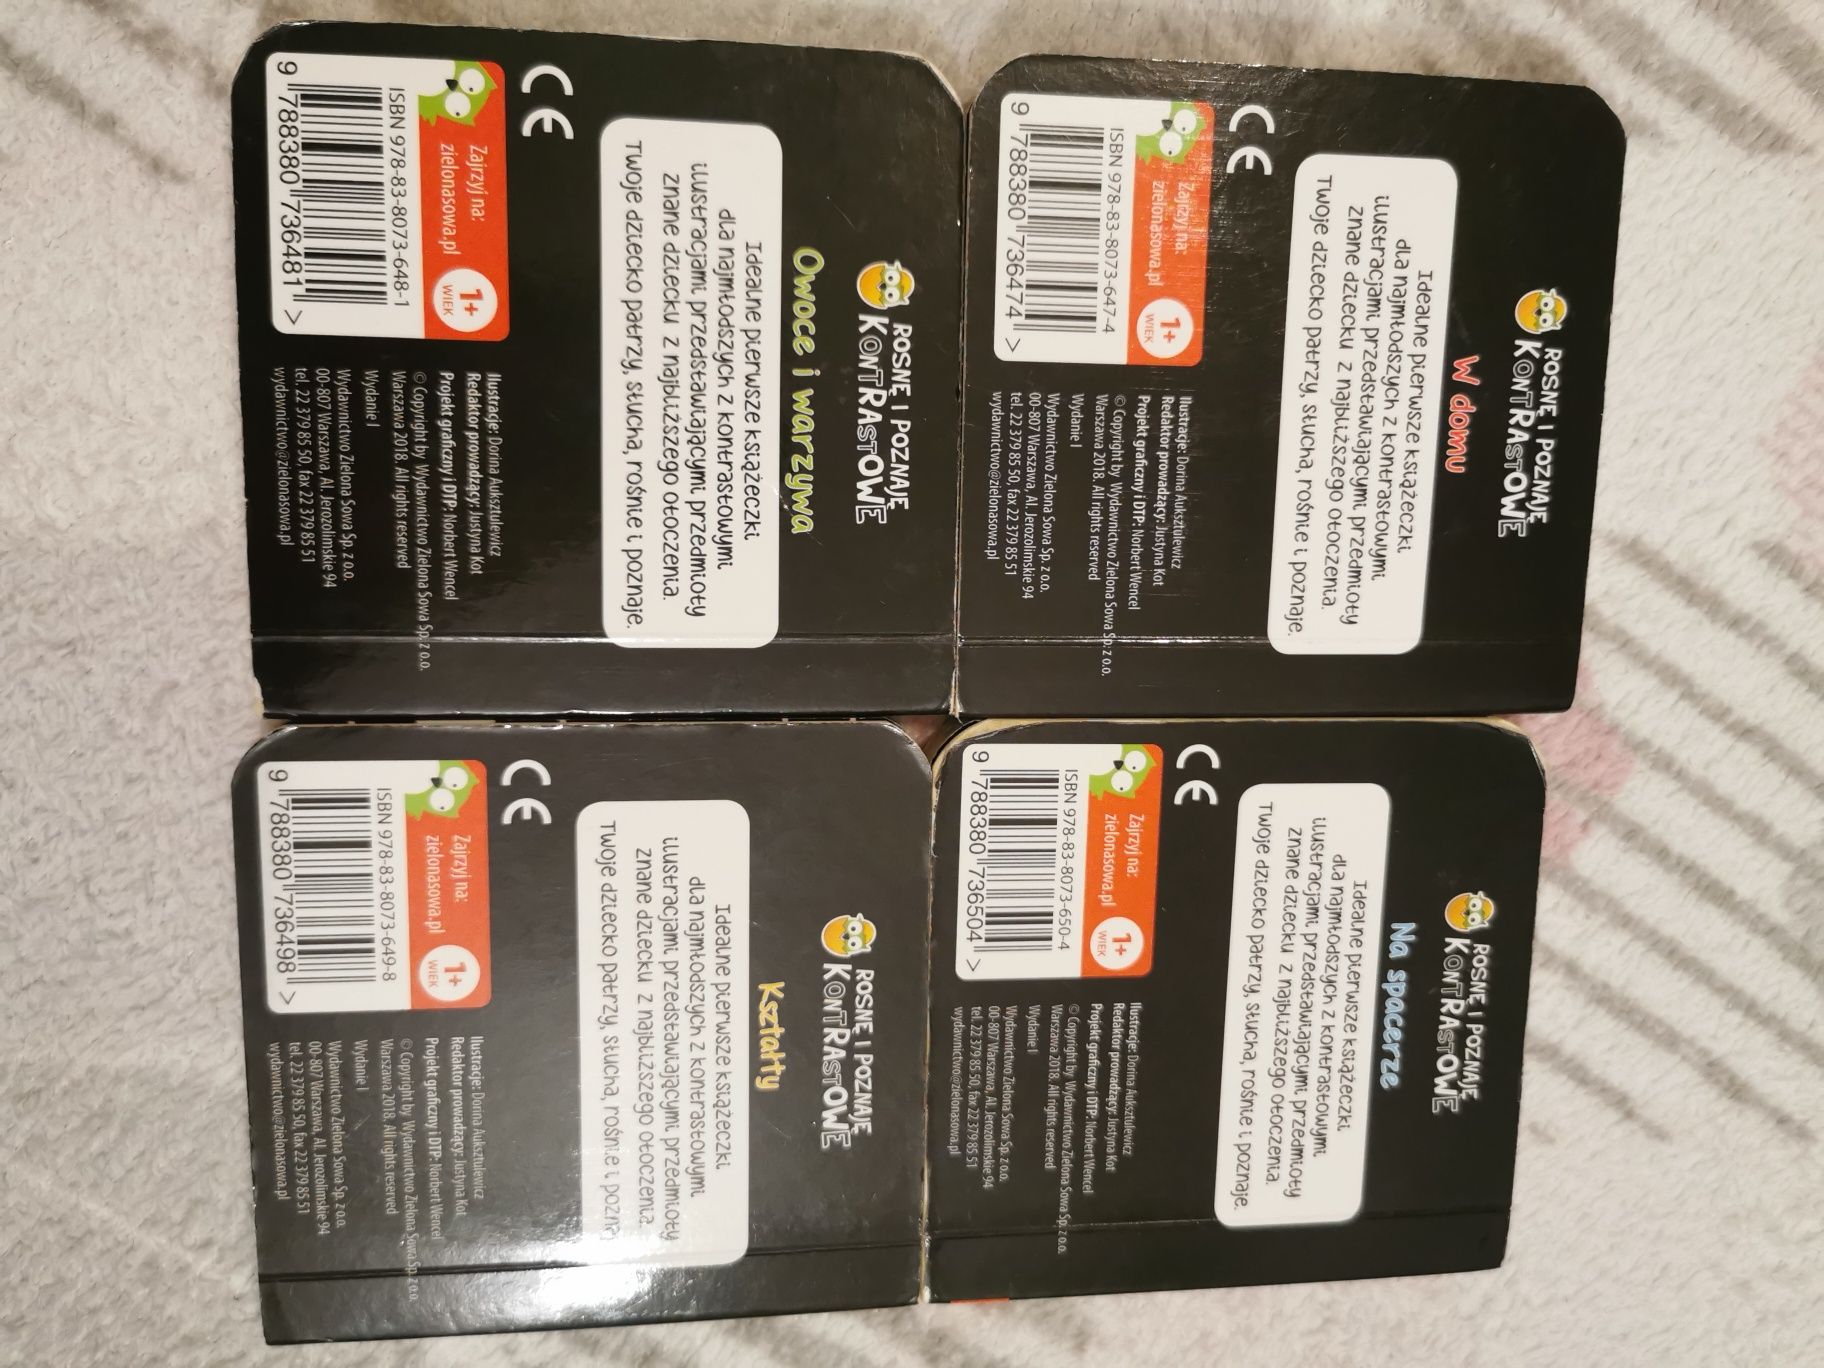 ROSNĘ I POZNAJĘ
KONTRASTOWE
Owoce i warzywa
Idealne pierwsze książeczki
dla najmłodszych z kontrastowymi
ilustracjami przedstawiającymi przedmioty
znane dziecku z najbliższego otoczenia.
Twoje dziecko patrzy, słucha, rośnie i poznaje.
CE
Zajrzyj na:
zielonasowa.pl
1+
WIEK
ISBN 978-83-8073-648-1
9 788380 736481 >
Ilustracje: Dorina Auksztulewicz
Redaktor prowadzący: Justyna Kot
Projekt graficzny i DTP: Norbert Wencel
© Copyright by Wydawnictwo Zielona Sowa Sp. z o.o.
Warszawa 2018. All rights reserved
Wydanie I
Wydawnictwo Zielona Sowa Sp. z o.o.
00-807 Warszawa, Al. Jerozolimskie 94
tel. 22 379 85 50, fax 22 379 85 51
wydawnictwo@zielonasowa.pl
ROSNĘ I POZNAJĘ
KONTRASTOWE
W domu
Idealne pierwsze książeczki
dla najmłodszych z kontrastowymi
ilustracjami przedstawiającymi przedmioty
znane dziecku z najbliższego otoczenia.
Twoje dziecko patrzy, słucha, rośnie i poznaje.
CE
Zajrzyj na:
zielonasowa.pl
1+
WIEK
ISBN 978-83-8073-647-4
9 788380 736474 >
Ilustracje: Dorina Auksztulewicz
Redaktor prowadzący: Justyna Kot
Projekt graficzny i DTP: Norbert Wencel
© Copyright by Wydawnictwo Zielona Sowa Sp. z o.o.
Warszawa 2018. All rights reserved
Wydanie I
Wydawnictwo Zielona Sowa Sp. z o.o.
00-807 Warszawa, Al. Jerozolimskie 94
tel. 22 379 85 50, fax 22 379 85 51
wydawnictwo@zielonasowa.pl
ROSNĘ I POZNAJĘ
KONTRASTOWE
Kształty
Idealne pierwsze książeczki
dla najmłodszych z kontrastowymi
ilustracjami przedstawiającymi przedmioty
znane dziecku z najbliższego otoczenia.
Twoje dziecko patrzy, słucha, rośnie i
CE
Zajrzyj na:
zielonasowa.pl
1+
WIEK
ISBN 978-83-8073-649-8
9 788380 736498 >
Ilustracje: Dorina Auksztulewicz
Redaktor prowadzący: Justyna Kot
Projekt graficzny i DTP: Norbert Wencel
© Copyright by Wydawnictwo Zielona Sowa Sp. z o.o.
Warszawa 2018. All rights reserved
Wydanie I
Wydawnictwo Zielona Sowa Sp. z o.o.
00-807 Warszawa, Al. Jerozolimskie 94
tel. 22 379 85 50, fax 22 379 85 51
wydawnictwo@zielonasowa.pl
ROSNĘ I POZNAJĘ
KONTRASTOWE
Na spacerze
Idealne pierwsze książeczki
dla najmłodszych z kontrastowymi
ilustracjami przedstawiającymi przedmioty
znane dziecku z najbliższego otoczenia.
Twoje dziecko patrzy, słucha, rośnie i poznaje.
CE
Zajrzyj na:
zielonasowa.pl
1+
WIEK
ISBN 978-83-8073-650-4
9 788380 736504 >
Ilustracje: Dorina Auksztulewicz
Redaktor prowadzący: Justyna Kot
Projekt graficzny i DTP: Norbert Wencel
© Copyright by Wydawnictwo Zielona Sowa Sp. z o.o.
Warszawa 2018. All rights reserved
Wydanie I
Wydawnictwo Zielona Sowa Sp. z o.o.
00-807 Warszawa, Al. Jerozolimskie 94
tel. 22 379 85 50, fax 22 379 85 51
wydawnictwo@zielonasowa.pl